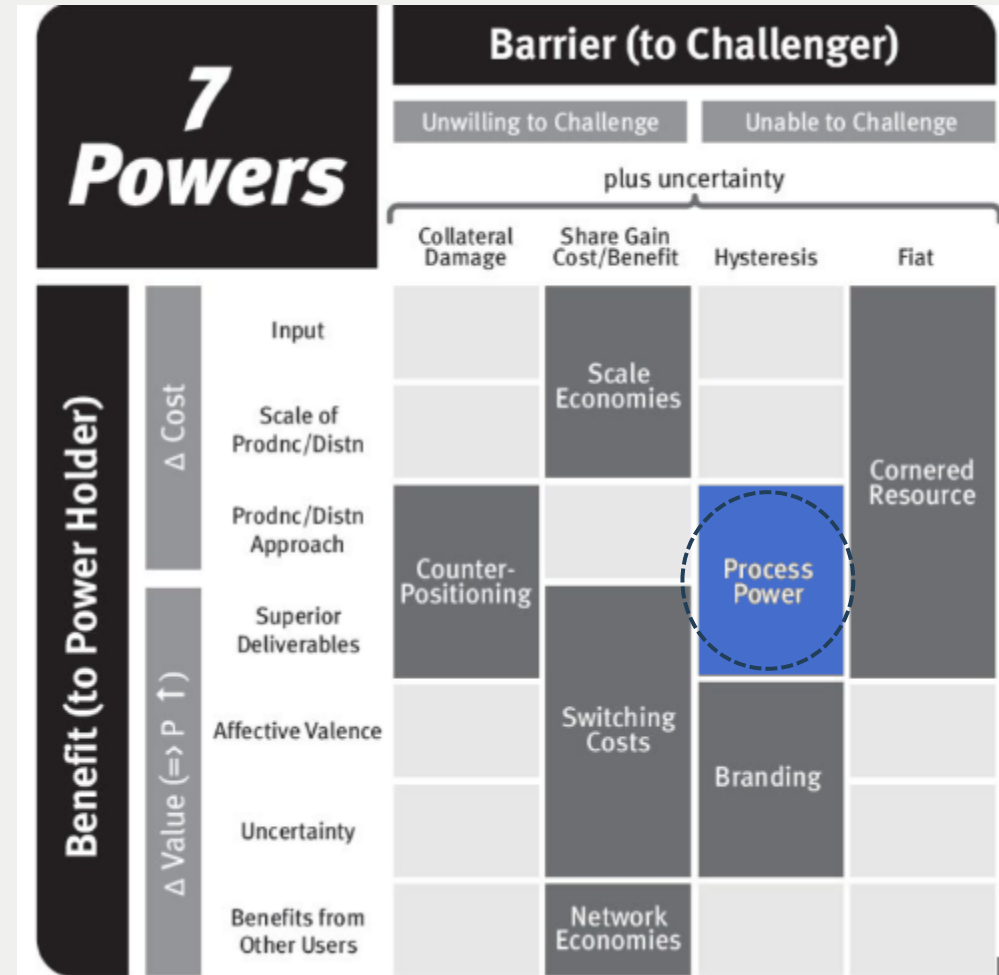 7
Powers
Barrier (to Challenger)
Unwilling to Challenge
Unable to Challenge
plus uncertainty
Collateral
Damage
Share Gain
Cost/Benefit
Hysteresis
Fiat
Benefit (to Power Holder)
Δ Cost
Δ Value (=> P ↑)
Input
Scale of
Prodnc/Distn
Prodnc/Distn
Approach
Superior
Deliverables
Affective Valence
Uncertainty
Benefits from
Other Users
Scale
Economies
Cornered
Resource
Counter-
Positioning
Process
Power
Switching
Costs
Branding
Network
Economies